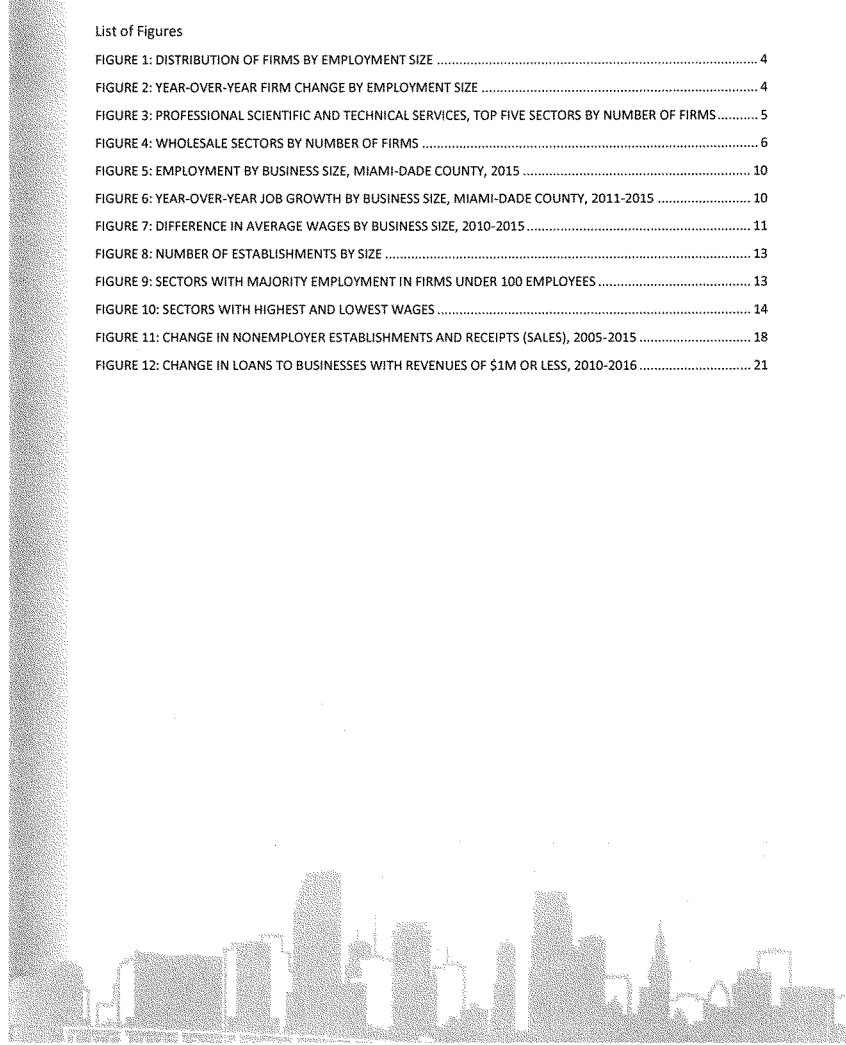 List of Figures
FIGURE 1: DISTRIBUTION OF FIRMS BY EMPLOYMENT SIZE ........................................................................................ 4
FIGURE 2: YEAR-OVER-YEAR FIRM CHANGE BY EMPLOYMENT SIZE ............................................................................ 4
FIGURE 3: PROFESSIONAL SCIENTIFIC AND TECHNICAL SERVICES, TOP FIVE SECTORS BY NUMBER OF FIRMS ........... 5
FIGURE 4: WHOLESALE SECTORS BY NUMBER OF FIRMS ............................................................................................ 6
FIGURE 5: EMPLOYMENT BY BUSINESS SIZE, MIAMI-DADE COUNTY, 2015 .............................................................. 10
FIGURE 6: YEAR-OVER-YEAR JOB GROWTH BY BUSINESS SIZE, MIAMI-DADE COUNTY, 2011-2015 ......................... 10
FIGURE 7: DIFFERENCE IN AVERAGE WAGES BY BUSINESS SIZE, 2010-2015 ............................................................. 11
FIGURE 8: NUMBER OF ESTABLISHMENTS BY SIZE .................................................................................................... 13
FIGURE 9: SECTORS WITH MAJORITY EMPLOYMENT IN FIRMS UNDER 100 EMPLOYEES .......................................... 13
FIGURE 10: SECTORS WITH HIGHEST AND LOWEST WAGES ...................................................................................... 14
FIGURE 11: CHANGE IN NONEMPLOYER ESTABLISHMENTS AND RECEIPTS (SALES), 2005-2015 ............................... 18
FIGURE 12: CHANGE IN LOANS TO BUSINESSES WITH REVENUES OF $1M OR LESS, 2010-2016 .............................. 21